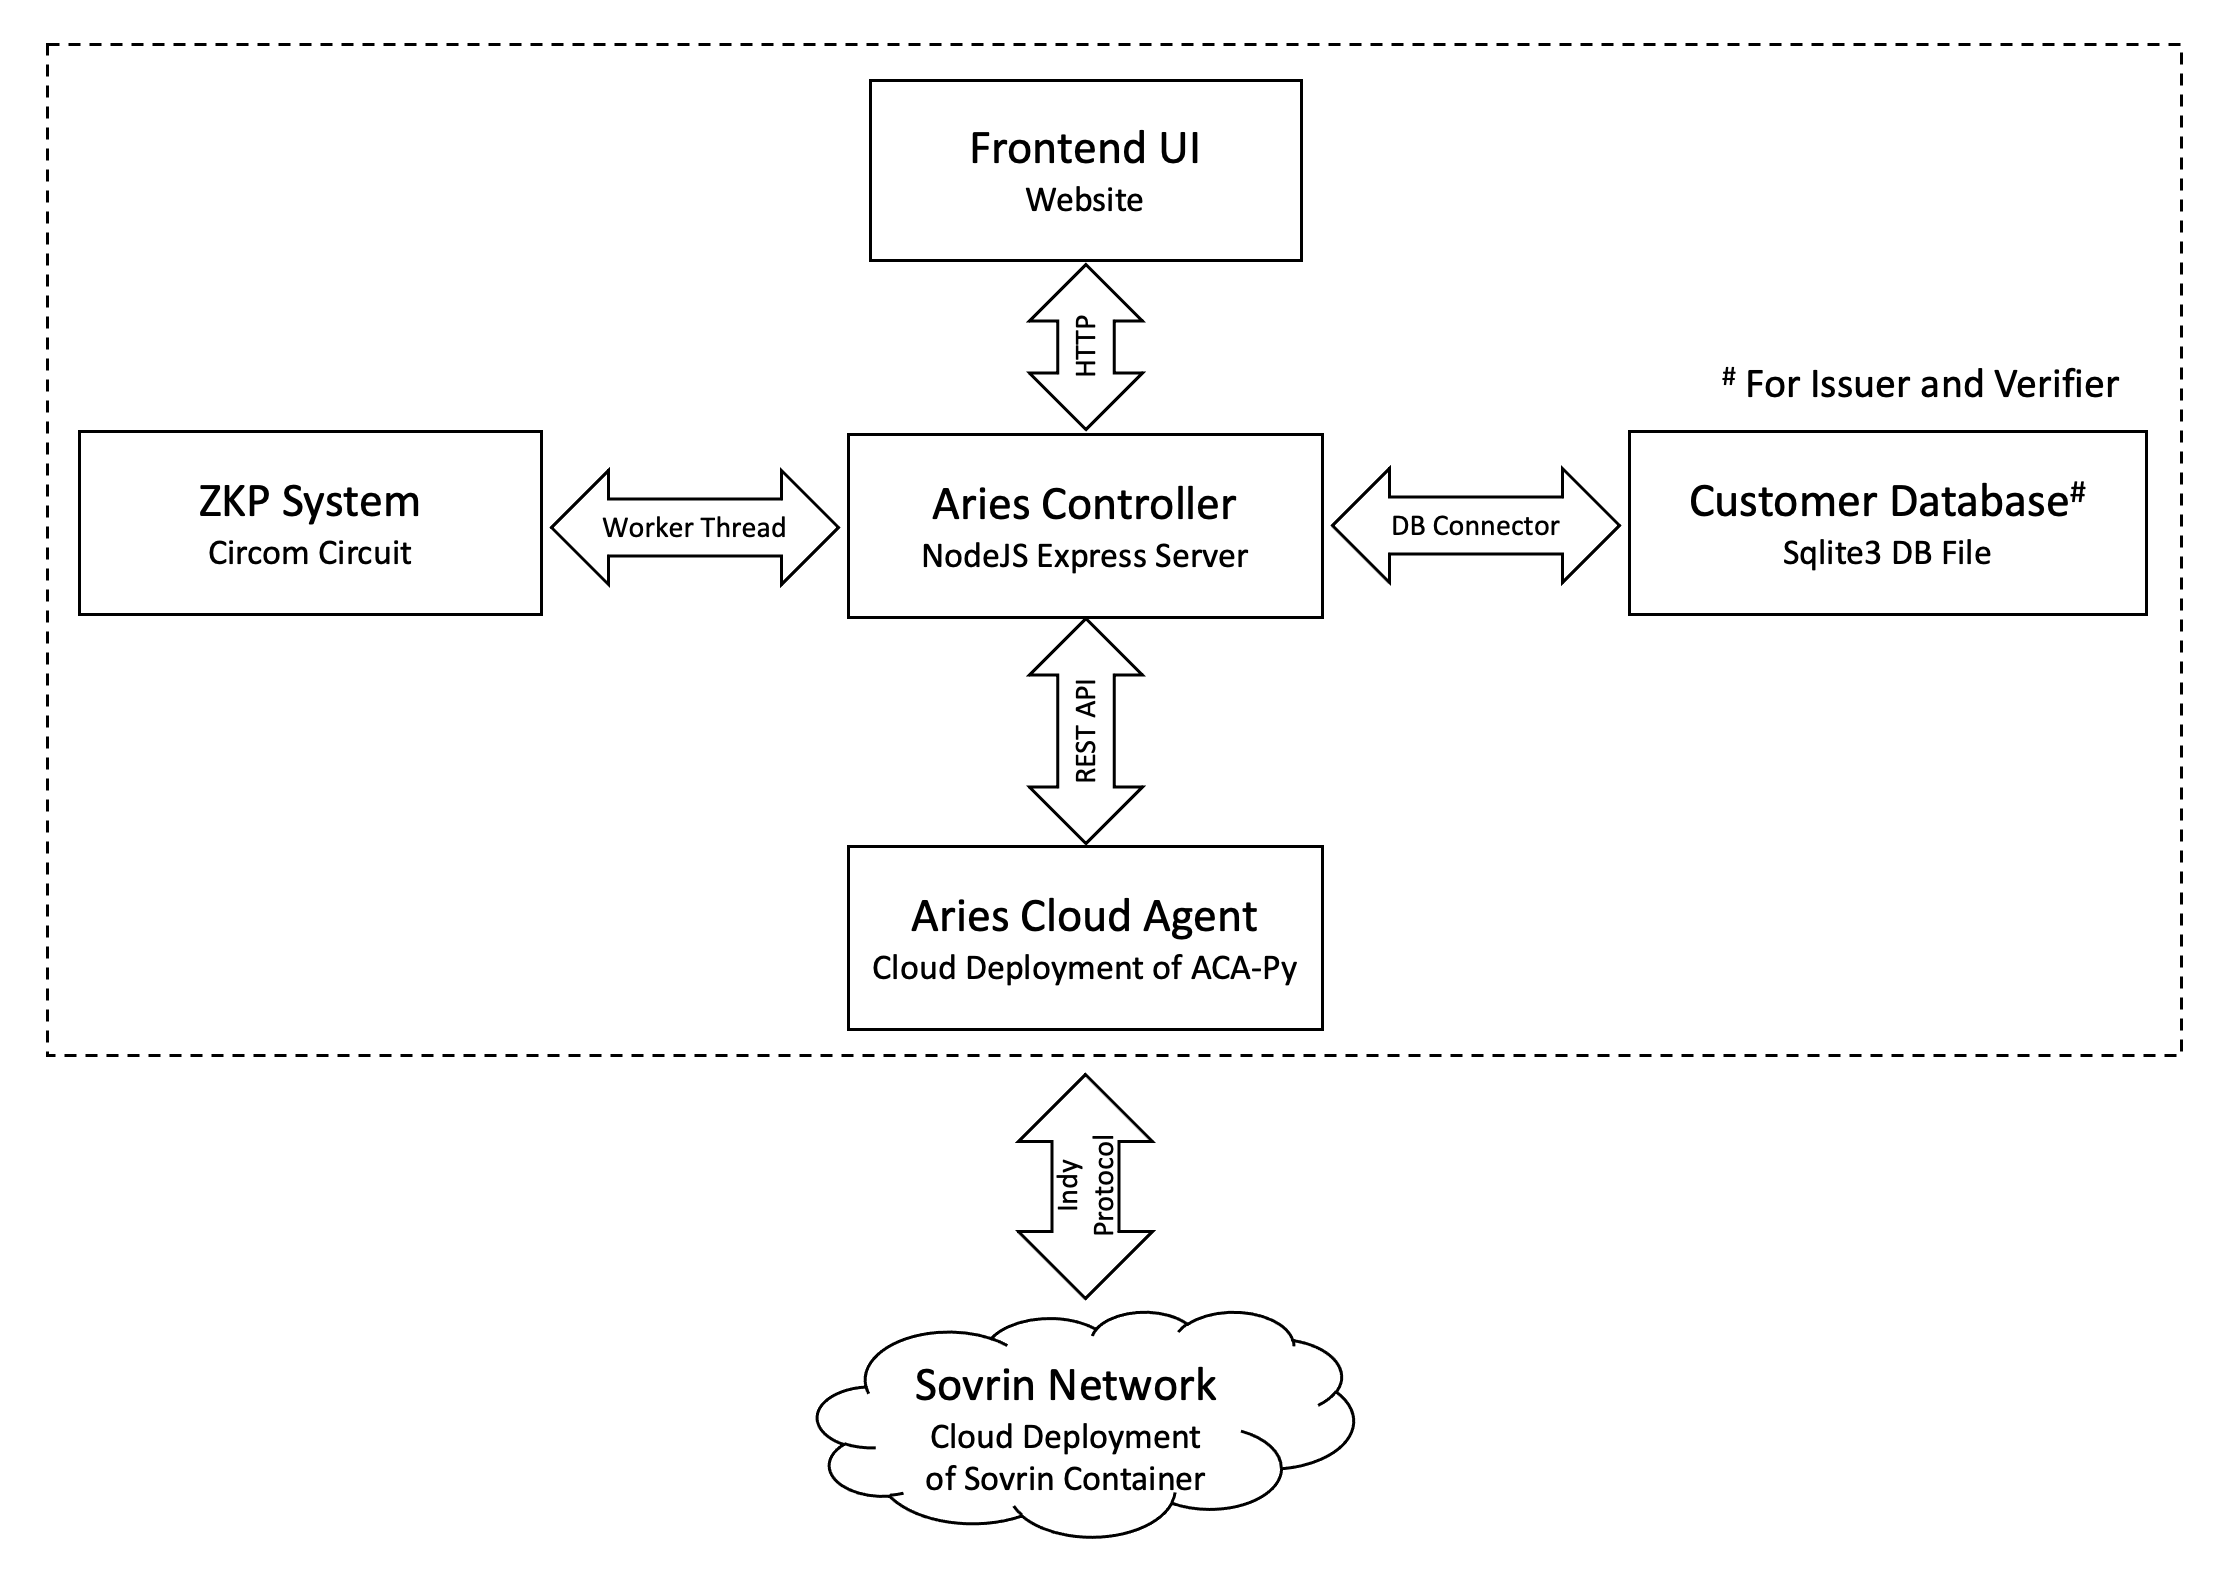 Frontend UI
Website
HTTP
# For Issuer and Verifier
ZKP System
Circom Circuit
Worker Thread
Aries Controller
NodeJS Express Server
DB Connector
Customer Database#
Sqlite3 DB File
REST API
Aries Cloud Agent
Cloud Deployment of ACA-Py
Indy
Protocol
Sovrin Network
Cloud Deployment
of Sovrin Container